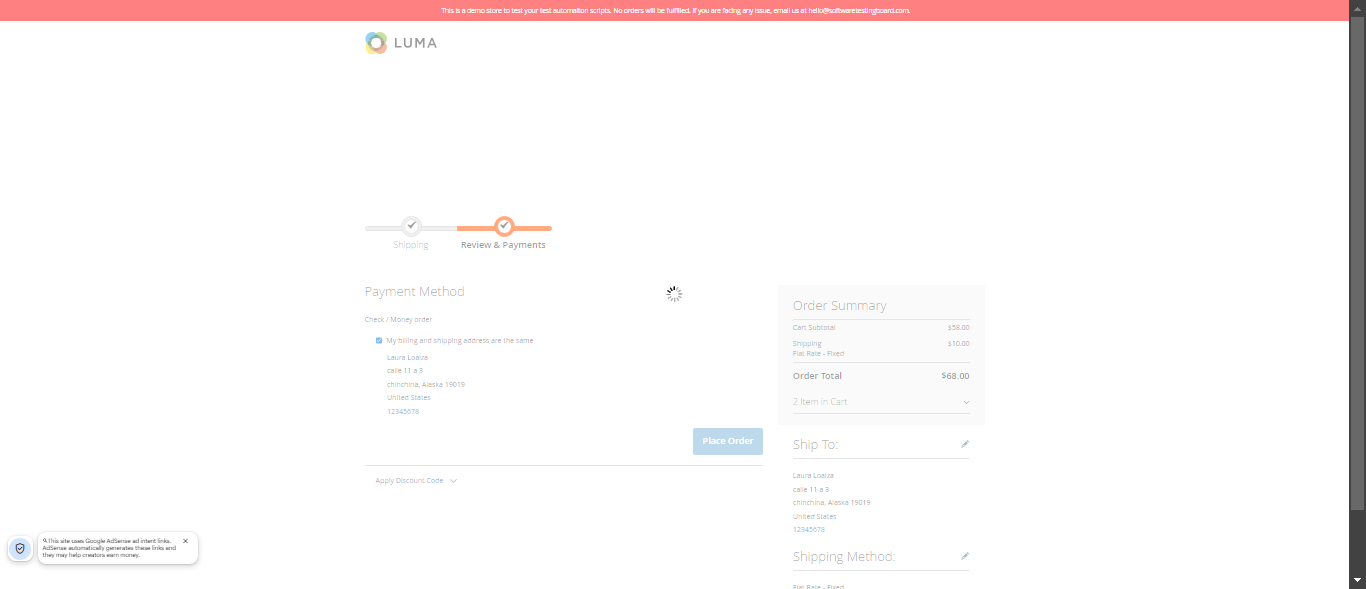 This is a demo store to test your test automaiton scripts. No orders will be fulfilled. If you are facing any issue, email us at hello@softwaretestingboard.com.
LUMA
Shipping
Review & Payments
Payment Method
Check / Money order
My billing and shipping address are the same
Laura Loaiza
calle 11 a 3
chinchina, Alaska 19019
United States
12345678
Place Order
Apply Discount Code
Order Summary
Cart Subtotal $58.00
Shipping $10.00
Flat Rate - Fixed
Order Total $68.00
2 Item in Cart
Ship To:
Laura Loaiza
calle 11 a 3
chinchina, Alaska 19019
United States
12345678
Shipping Method:
Flat Rate - Fixed
This site uses Google AdSense ad intent links.
AdSense automatically generates these links and
they may help creators earn money.